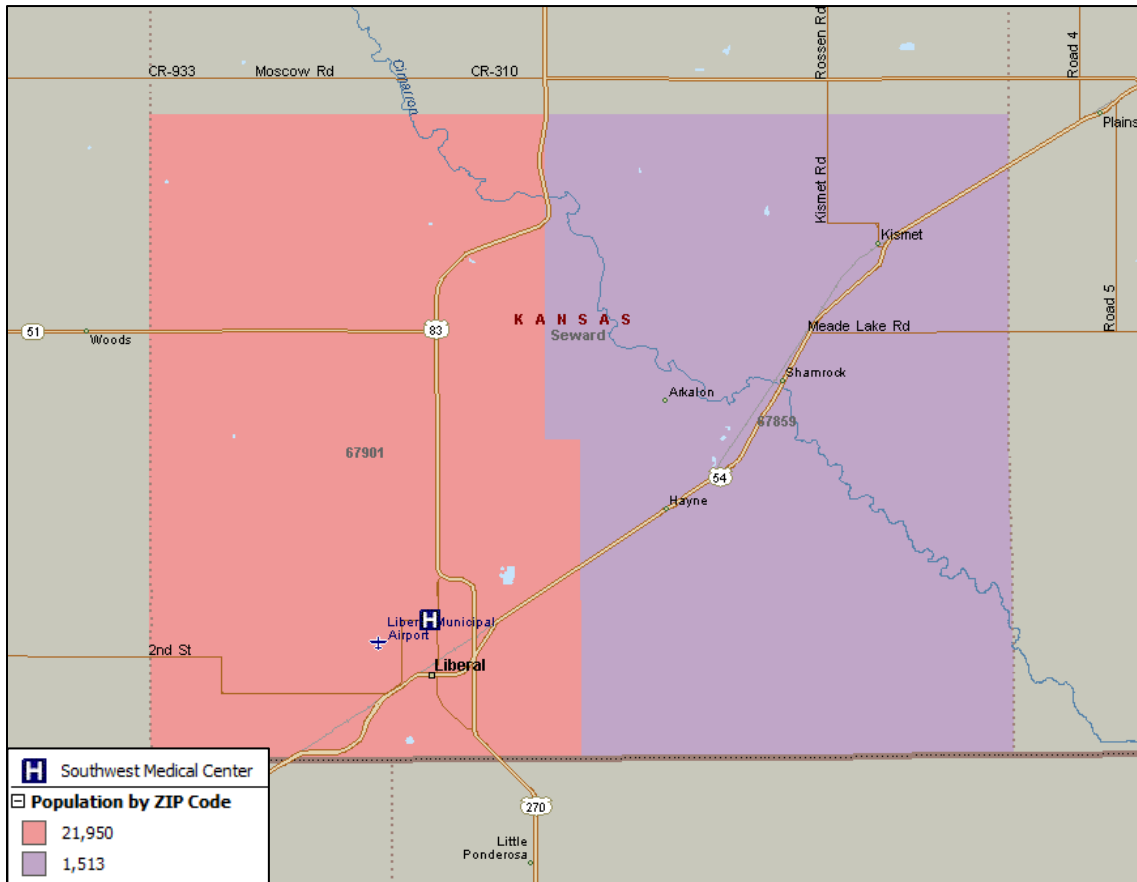 CR-933
Moscow Rd
CR-310
Cimarron
Rossen Rd
Road 4
Plains
Kismet Rd
Kismet
Road 5
51
Woods
83
KANSAS
Seward
Meade Lake Rd
Shamrock
Arkalon
67859
67901
54
Hayne
Liberal Municipal
Airport
H
2nd St
Liberal
270
Little
Ponderosa
H Southwest Medical Center
Population by ZIP Code
21,950
1,513